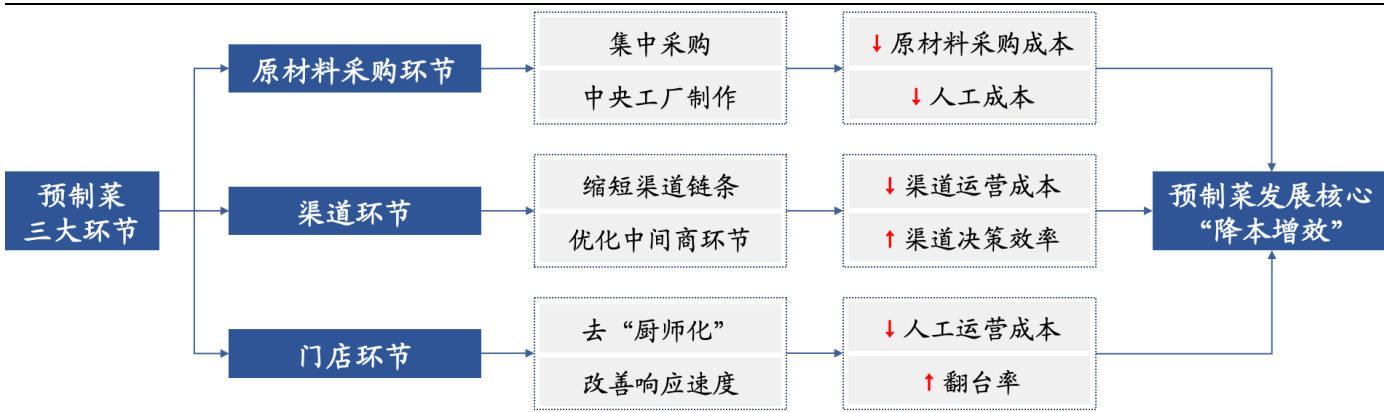 预制菜
三大环节
原材料采购环节
集中采购
中央工厂制作
↓原材料采购成本
↓人工成本
渠道环节
缩短渠道链条
优化中间商环节
↓渠道运营成本
↑渠道决策效率
门店环节
去“厨师化”
改善响应速度
↓人工运营成本
↑翻台率
预制菜发展核心
“降本增效”